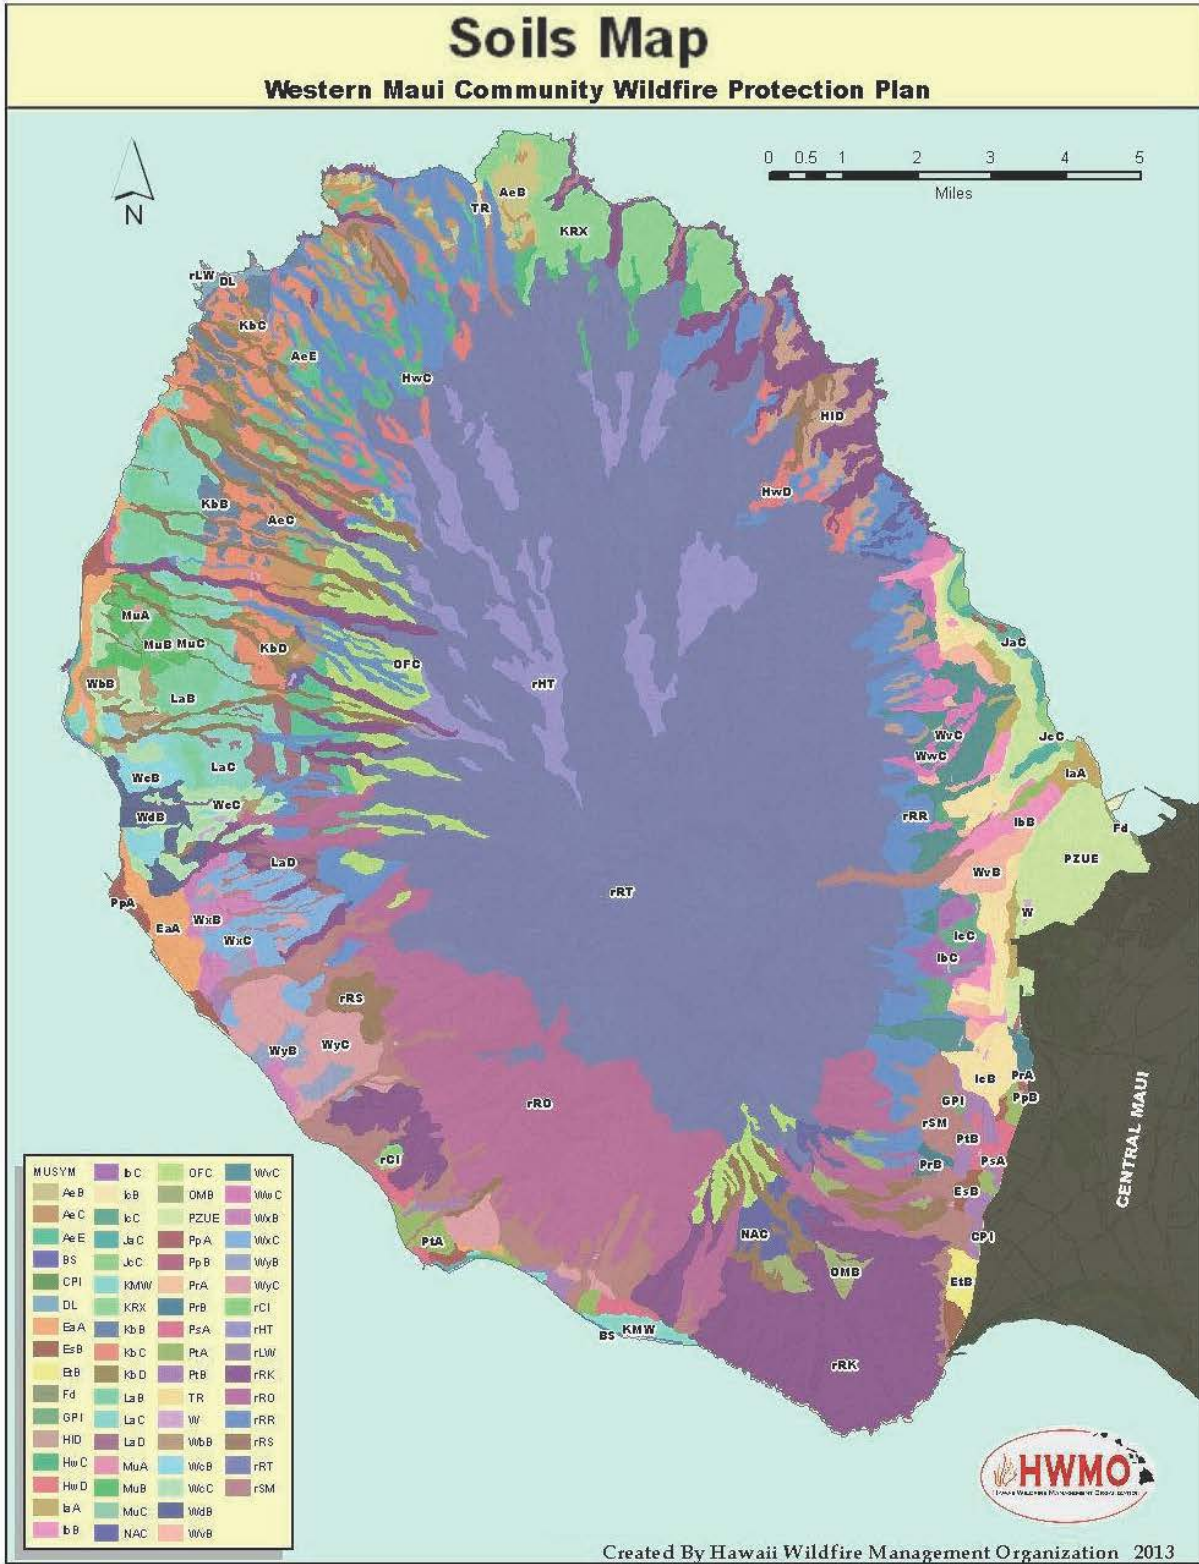 Soils Map
Western Maui Community Wildfire Protection Plan
0 0.5 1 2 3 4 5
Miles
N
AeB
TR
KRX
rLW
DL
KbC
AeE
HwC
HID
HwD
KbB
AeC
MuA
MuB MuC
KbD
OFC
JaC
WbB
LaB
rHT
WvC
JcC
WwC
LaC
IaA
WcB
WcC
WdB
rRR
IbB
Fd
LaD
WvB
PZUE
PpA
EaA
WxB
WxC
rRT
W
IcC
IbC
rRS
WyB
WyC
IcB
PrA
PpB
rRO
GPI
rSM
PtB
PrB
PsA
EsB
rCI
PtA
NAC
CPI
OMB
EtB
BS
KMW
rRK
CENTRAL MAUI
MUSYM
AeB
AeC
AeE
BS
CPI
DL
EaA
EsB
EtB
Fd
GPI
HID
HwC
HwD
IaA
IbB
IbC
IcB
IcC
JaC
JcC
KMW
KRX
KbB
KbC
KbD
LaB
LaC
LaD
MuA
MuB
MuC
NAC
OFC
OMB
PZUE
PpA
PpB
PrA
PrB
PsA
PtA
PtB
TR
W
WbB
WcB
WcC
WdB
WvB
WvC
WwC
WxB
WxC
WyB
WyC
rCI
rHT
rLW
rRK
rRO
rRR
rRS
rRT
rSM
HWMO
HAWAII WILDFIRE MANAGEMENT ORGANIZATION
Created By Hawaii Wildfire Management Organization 2013